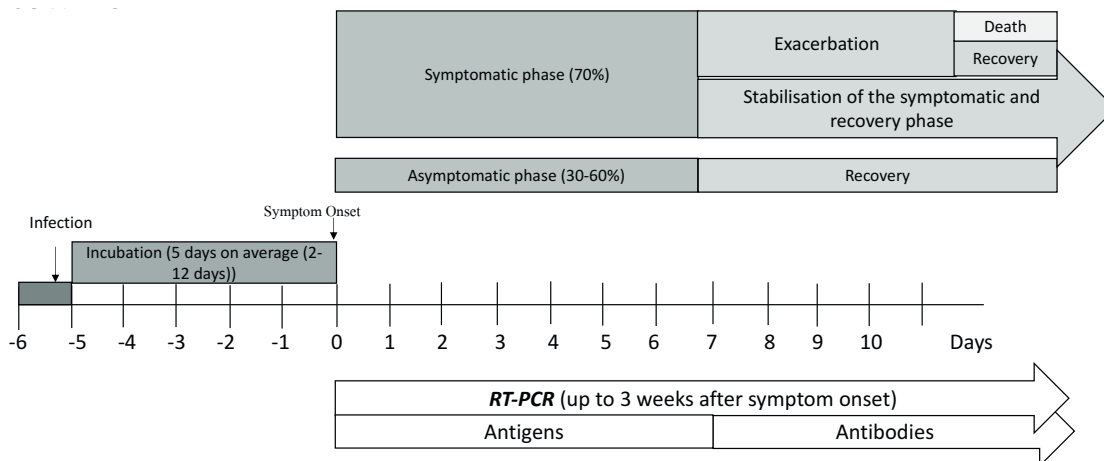 Death
Exacerbation
Recovery
Symptomatic phase (70%)
Stabilisation of the symptomatic and
recovery phase
Asymptomatic phase (30-60%)
Recovery
Symptom Onset
Infection
Incubation (5 days on average (2-
12 days))
-6 -5 -4 -3 -2 -1 0 1 2 3 4 5 6 7 8 9 10 Days
RT-PCR (up to 3 weeks after symptom onset)
Antigens Antibodies